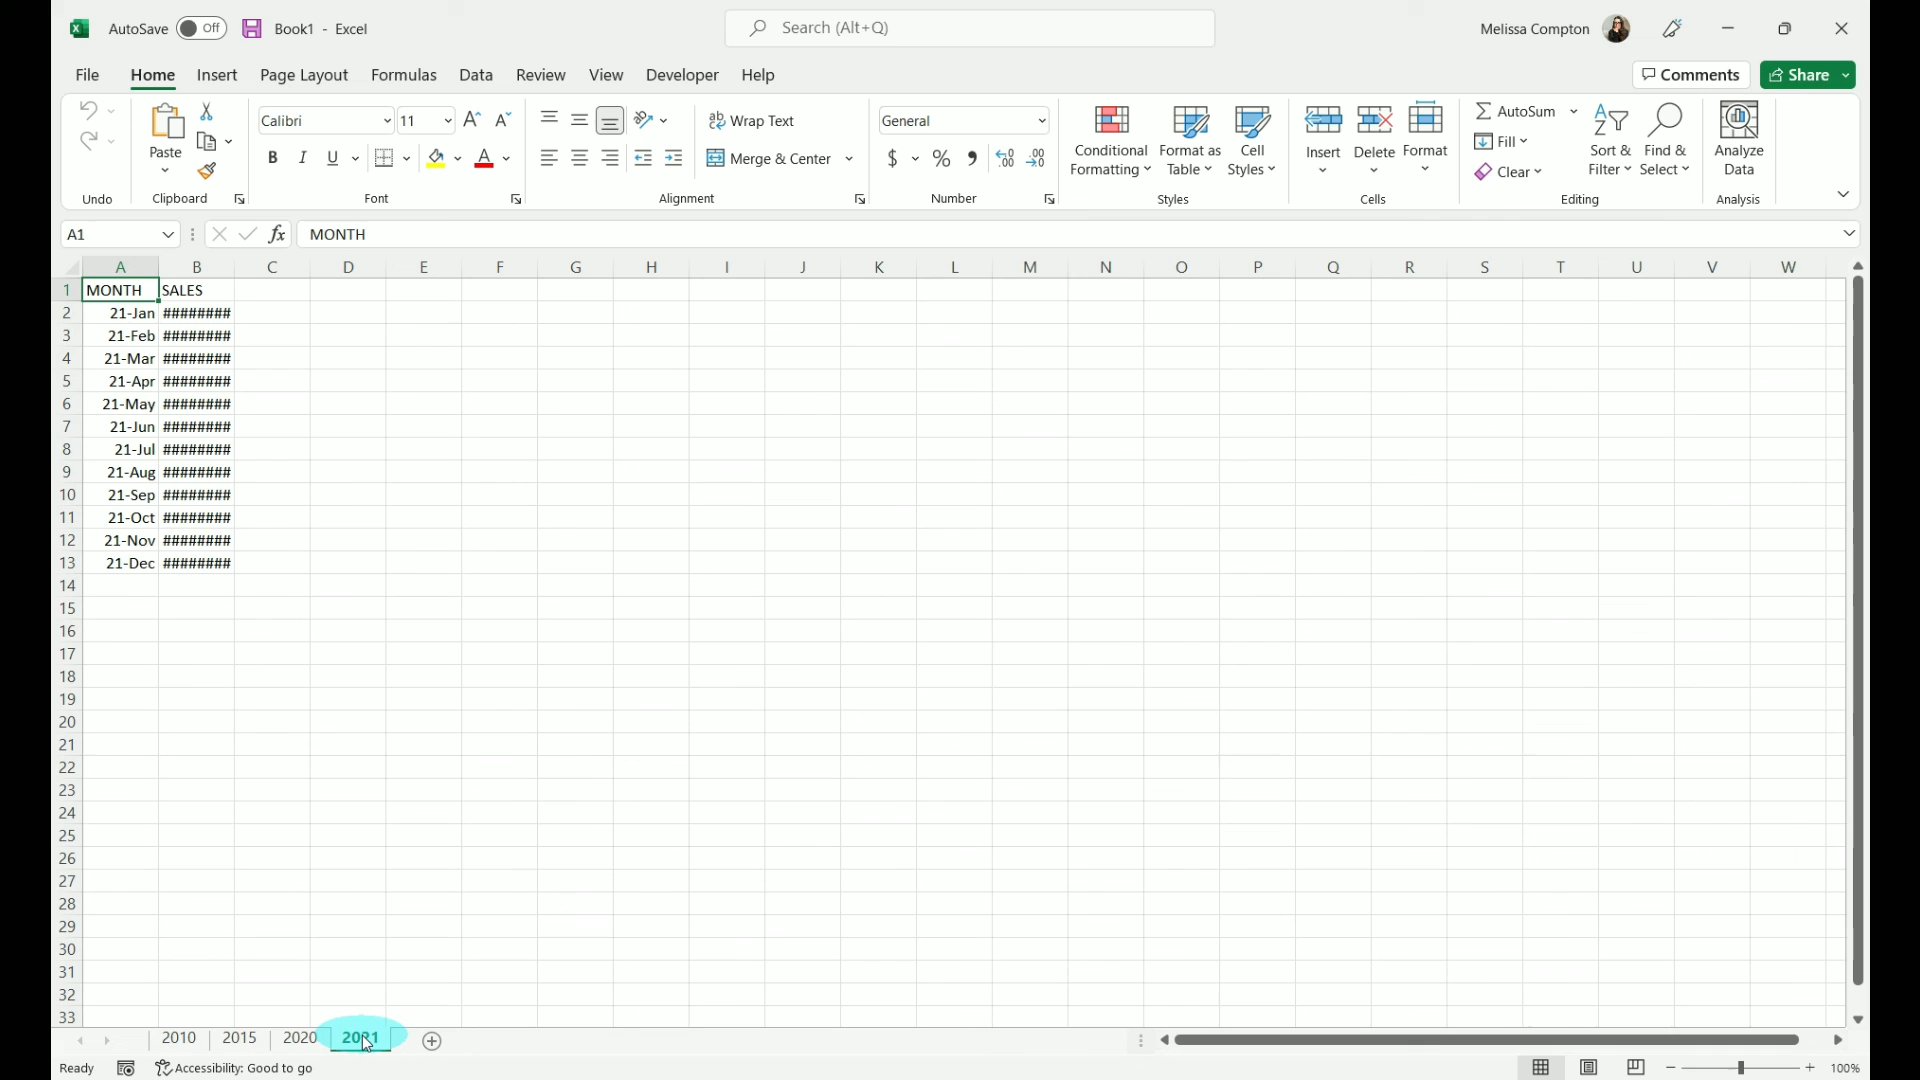 AutoSave Off Book1 - Excel Search (Alt+Q) Melissa Compton
File Home Insert Page Layout Formulas Data Review View Developer Help Comments Share
Calibri 11 Wrap Text General AutoSum
Paste Merge & Center $ % Conditional Formatting Format as Table Cell Styles Insert Delete Format Fill Sort & Filter Find & Select Analyze Data
B I U A Clear
Undo Clipboard Font Alignment Number Styles Cells Editing Analysis
A1 fx MONTH
A B C D E F G H I J K L M N O P Q R S T U V W
1 MONTH SALES
2 21-Jan ########
3 21-Feb ########
4 21-Mar ########
5 21-Apr ########
6 21-May ########
7 21-Jun ########
8 21-Jul ########
9 21-Aug ########
10 21-Sep ########
11 21-Oct ########
12 21-Nov ########
13 21-Dec ########
14
15
16
17
18
19
20
21
22
23
24
25
26
27
28
29
30
31
32
33
2010 2015 2020 2021
Ready Accessibility: Good to go 100%